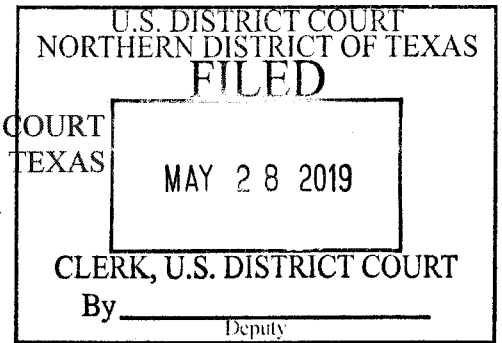 U.S. DISTRICT COURT
NORTHERN DISTRICT OF TEXAS
FILED
COURT
TEXAS
MAY 28 2019
CLERK, U.S. DISTRICT COURT
By
Deputy